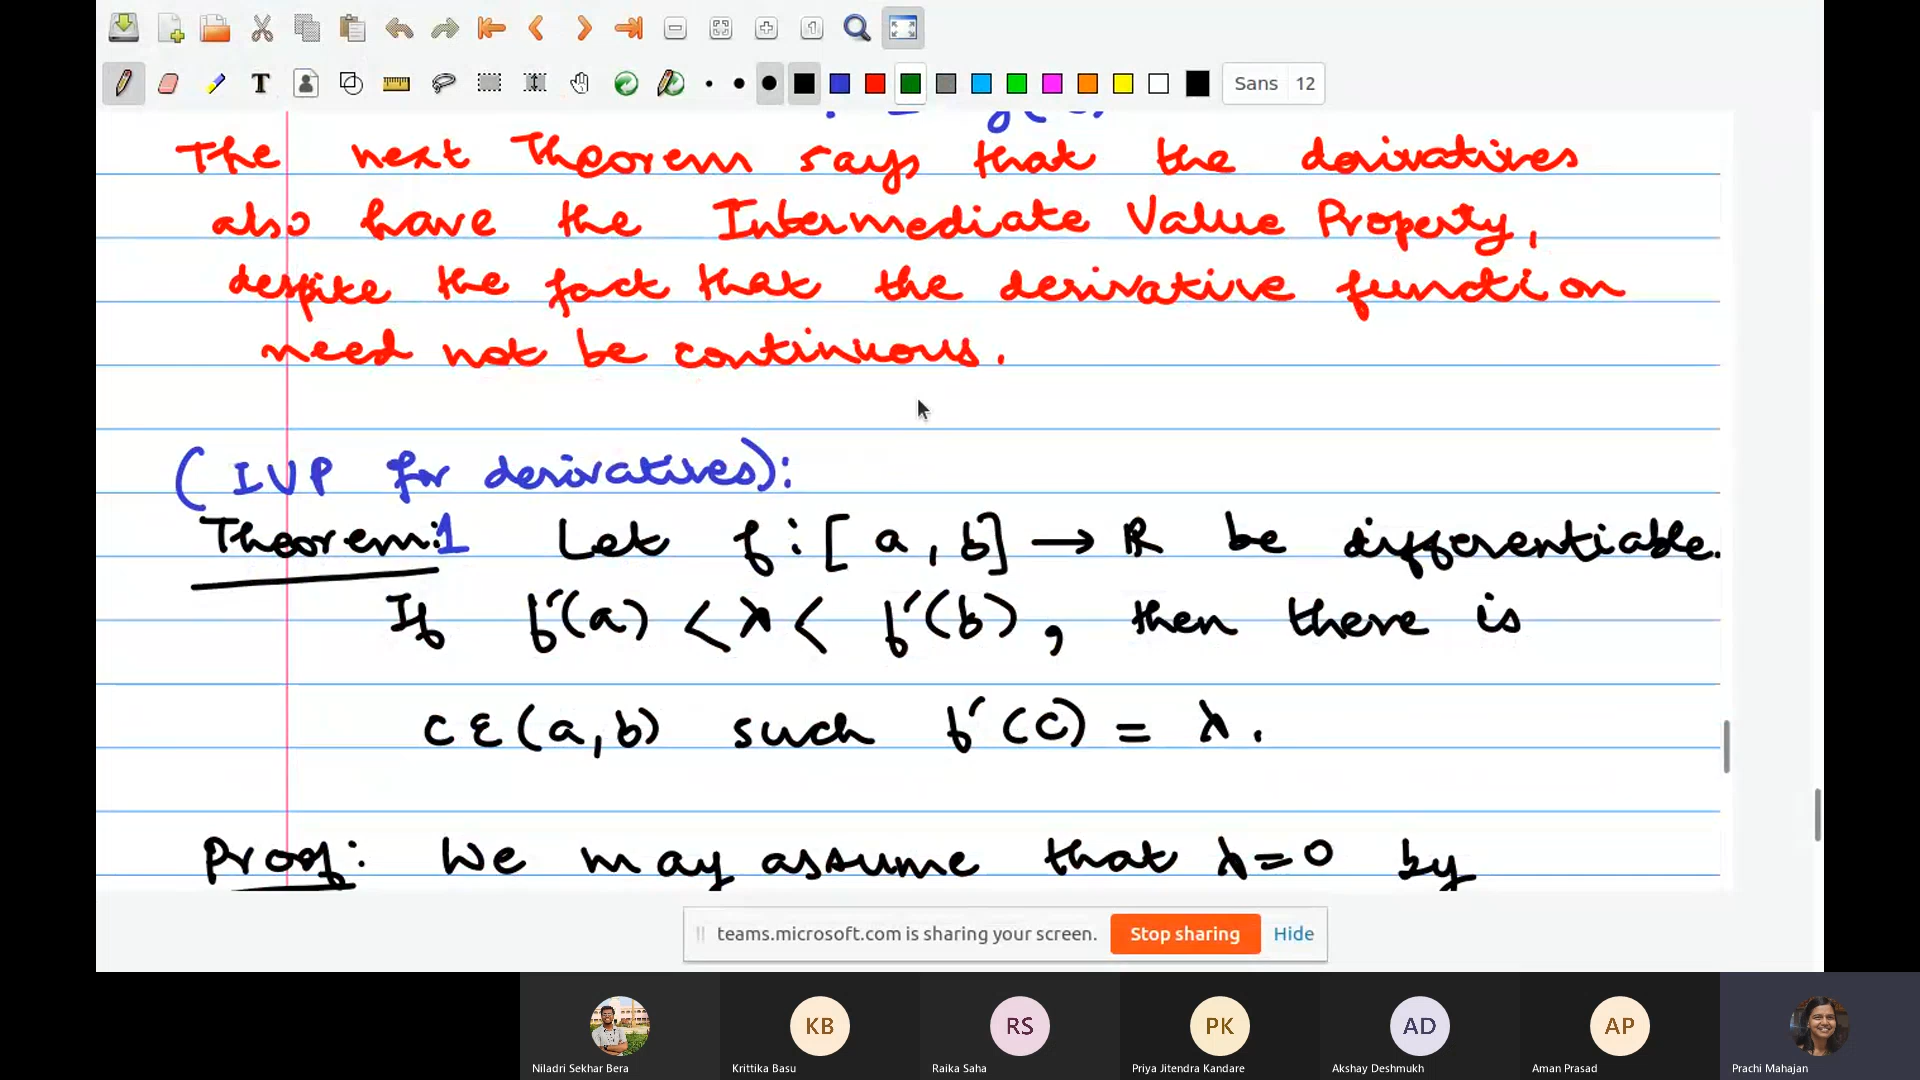 Sans 12
The next Theorem says that the derivatives
also have the Intermediate Value Property,
despite the fact that the derivative function
need not be continuous.
(IVP for derivatives):
Theorem:1 Let f:[a,b]→ℝ be differentiable.
If f′(a) < λ < f′(b), then there is
c ε (a,b) such f′(c) = λ.
Proof: We may assume that λ=0 by
teams.microsoft.com is sharing your screen. Stop sharing Hide
KB RS PK AD AP
Niladri Sekhar Bera Krittika Basu Raika Saha Priya Jitendra Kandare Akshay Deshmukh Aman Prasad Prachi Mahajan